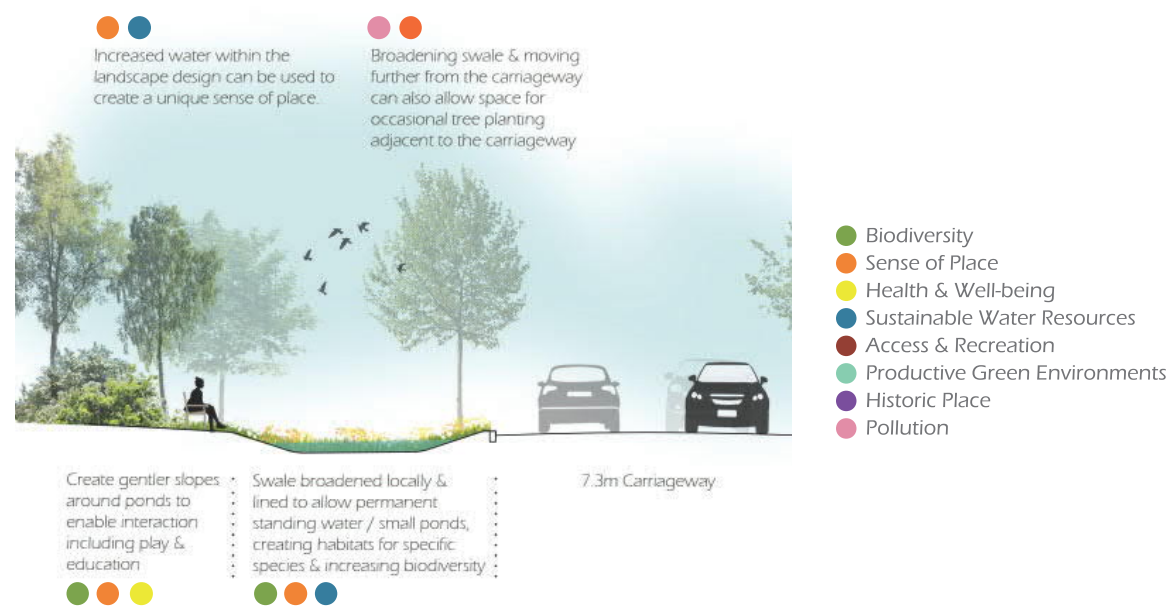 Increased water within the
landscape design can be used to
create a unique sense of place.
Broadening swale & moving
further from the carriageway
can also allow space for
occasional tree planting
adjacent to the carriageway
Biodiversity
Sense of Place
Health & Well-being
Sustainable Water Resources
Access & Recreation
Productive Green Environments
Historic Place
Pollution
Create gentler slopes
around ponds to
enable interaction
including play &
education
Swale broadened locally &
lined to allow permanent
standing water / small ponds,
creating habitats for specific
species & increasing biodiversity
7.3m Carriageway